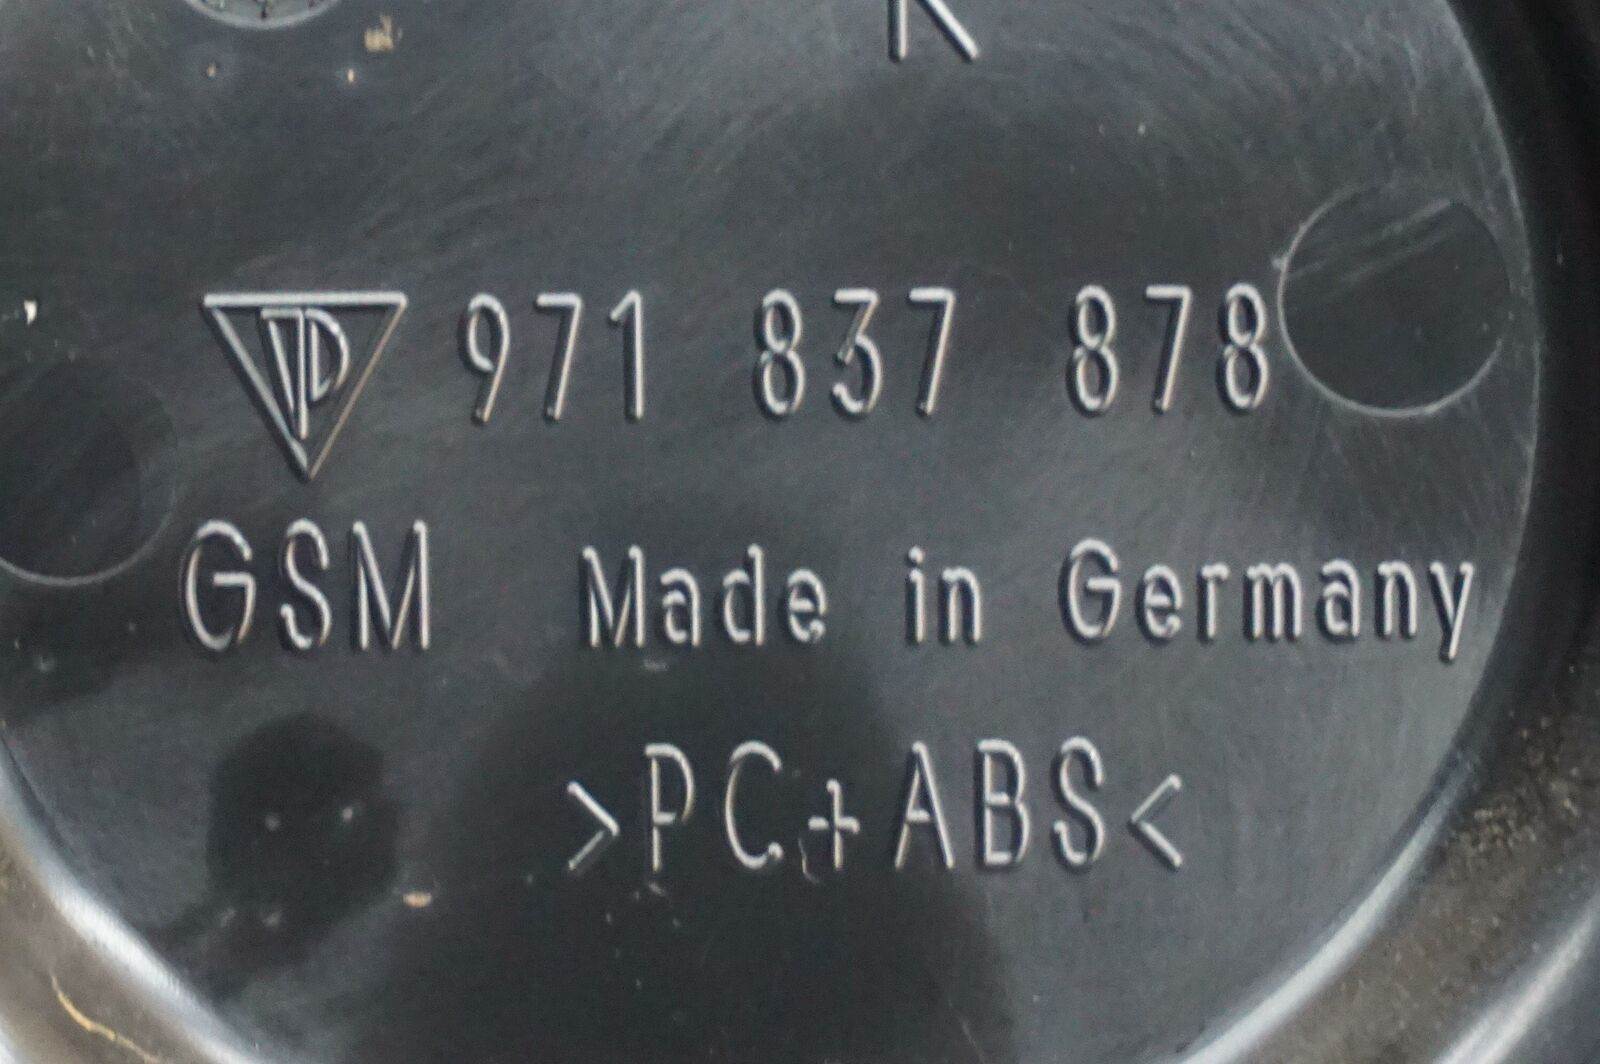 971 837 878
GSM Made in Germany
>PC+ABS<